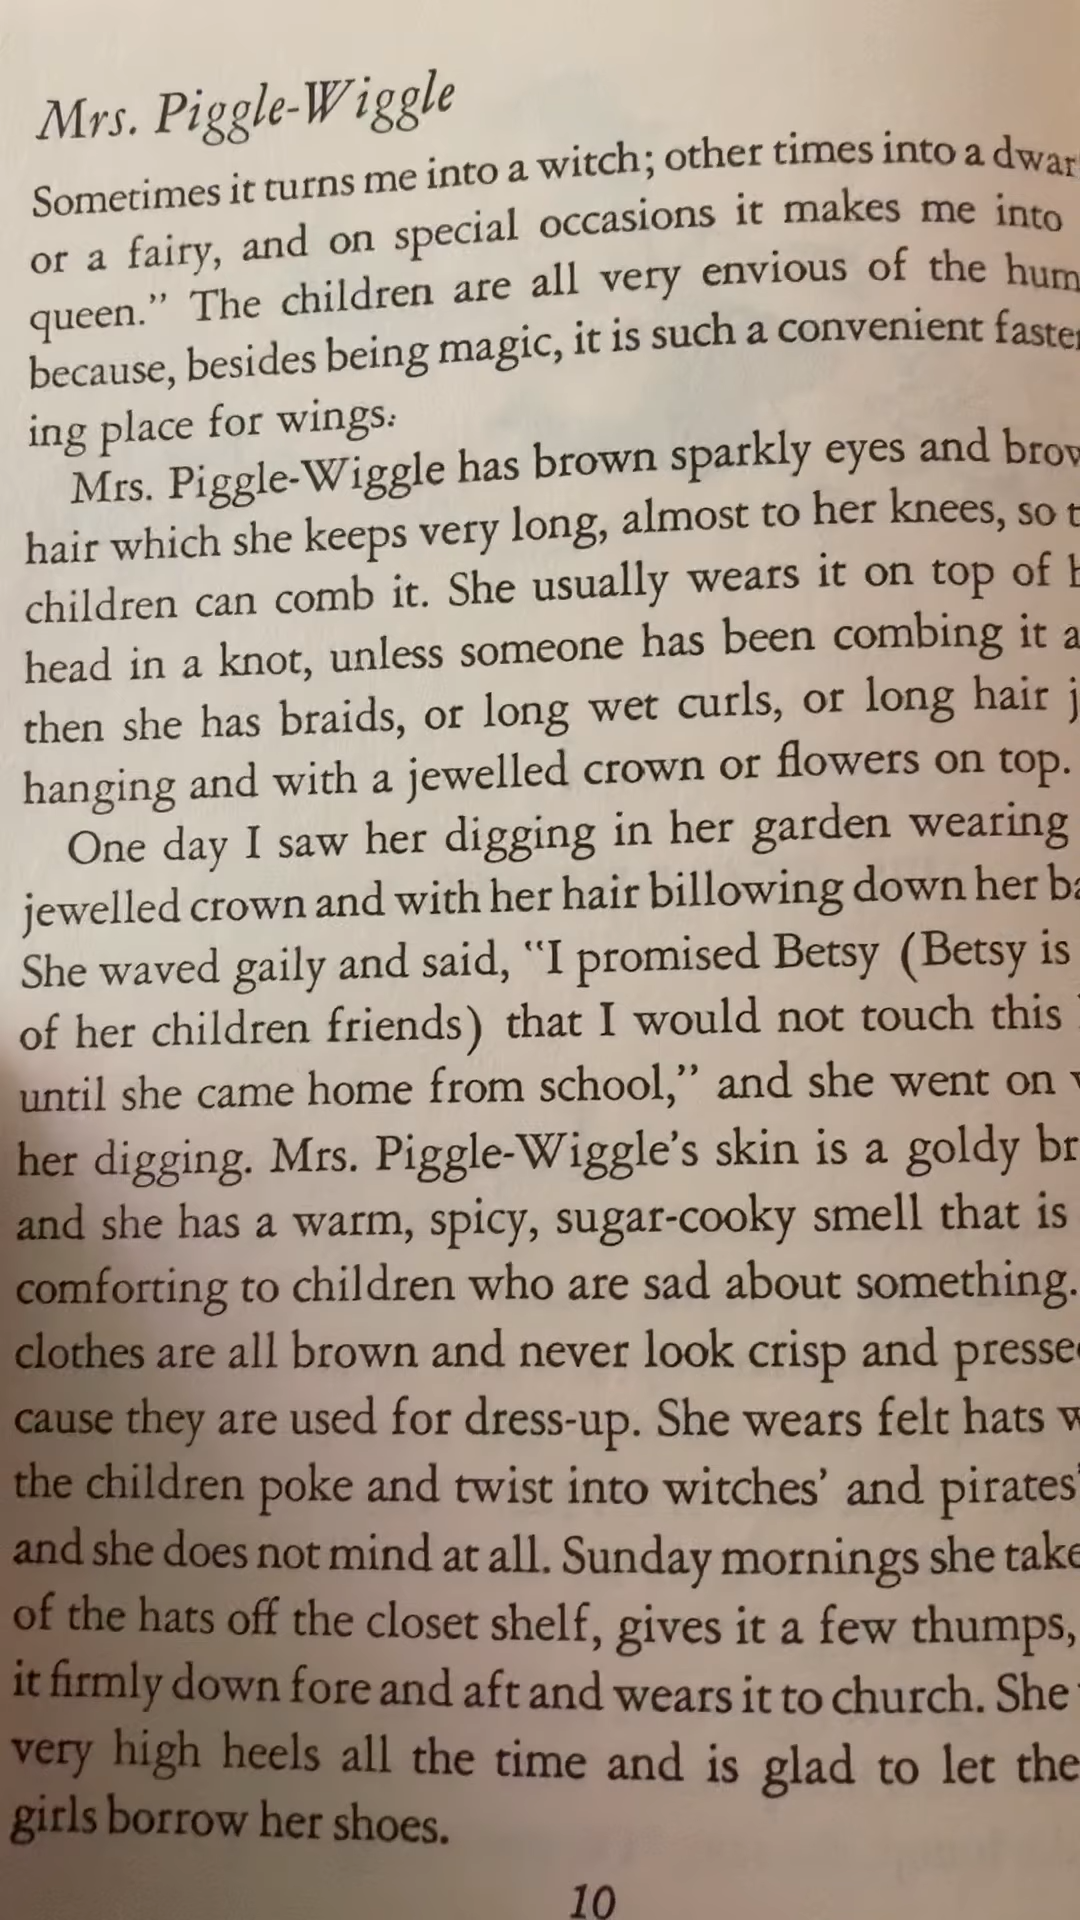 Mrs. Piggle-Wiggle
Sometimes it turns me into a witch; other times into a
or a fairy, and on special occasions it makes me into
queen.” The children are all very envious of the
because, besides being magic, it is such a convenient
ing place for wings.
Mrs. Piggle-Wiggle has brown sparkly eyes and
hair which she keeps very long, almost to her knees, so
children can comb it. She usually wears it on top of
head in a knot, unless someone has been combing it
then she has braids, or long wet curls, or long hair
hanging and with a jewelled crown or flowers on top.
One day I saw her digging in her garden wearing
jewelled crown and with her hair billowing down her
She waved gaily and said, “I promised Betsy (Betsy is
of her children friends) that I would not touch this
until she came home from school,” and she went on
her digging. Mrs. Piggle-Wiggle’s skin is a goldy
and she has a warm, spicy, sugar-cooky smell that is
comforting to children who are sad about something.
clothes are all brown and never look crisp and
cause they are used for dress-up. She wears felt hats
the children poke and twist into witches’ and pirates’
and she does not mind at all. Sunday mornings she
of the hats off the closet shelf, gives it a few thumps,
it firmly down fore and aft and wears it to church. She
very high heels all the time and is glad to let the
girls borrow her shoes.
10